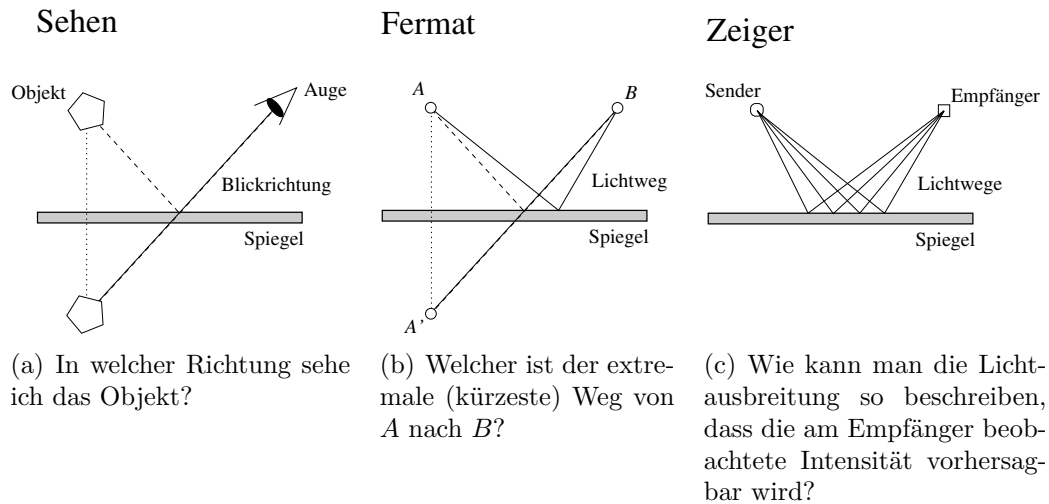 Sehen
Objekt
Auge
Blickrichtung
Spiegel
(a) In welcher Richtung sehe
ich das Objekt?
Fermat
A
B
Lichtweg
Spiegel
A'
(b) Welcher ist der extre-
male (kürzeste) Weg von
A nach B?
Zeiger
Sender
Empfänger
Lichtwege
Spiegel
(c) Wie kann man die Licht-
ausbreitung so beschreiben,
dass die am Empfänger beob-
achtete Intensität vorhersag-
bar wird?